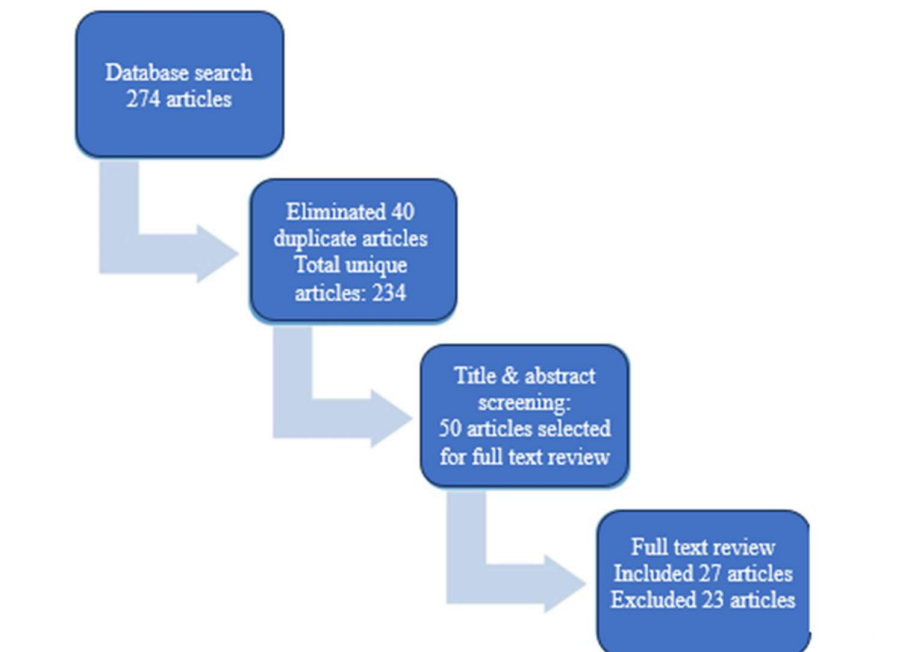 Database search
274 articles
Eliminated 40
duplicate articles
Total unique
articles: 234
Title & abstract
screening:
50 articles selected
for full text review
Full text review
Included 27 articles
Excluded 23 articles